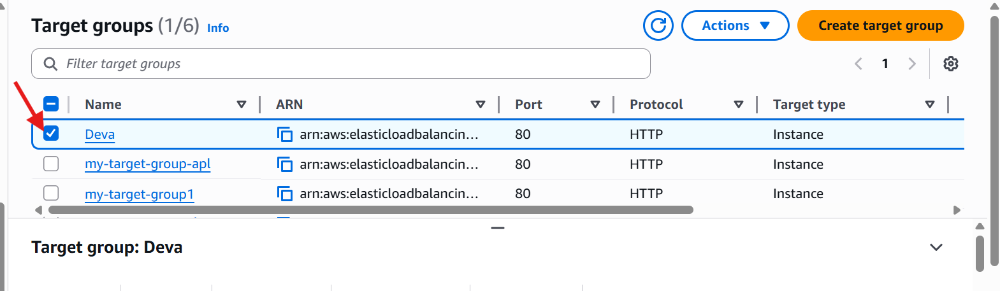 Target groups (1/6) Info
Actions
Create target group
Filter target groups
1
Name ARN Port Protocol Target type
Deva arn:aws:elasticloadbalancin... 80 HTTP Instance
my-target-group-apl arn:aws:elasticloadbalancin... 80 HTTP Instance
my-target-group1 arn:aws:elasticloadbalancin... 80 HTTP Instance
Target group: Deva